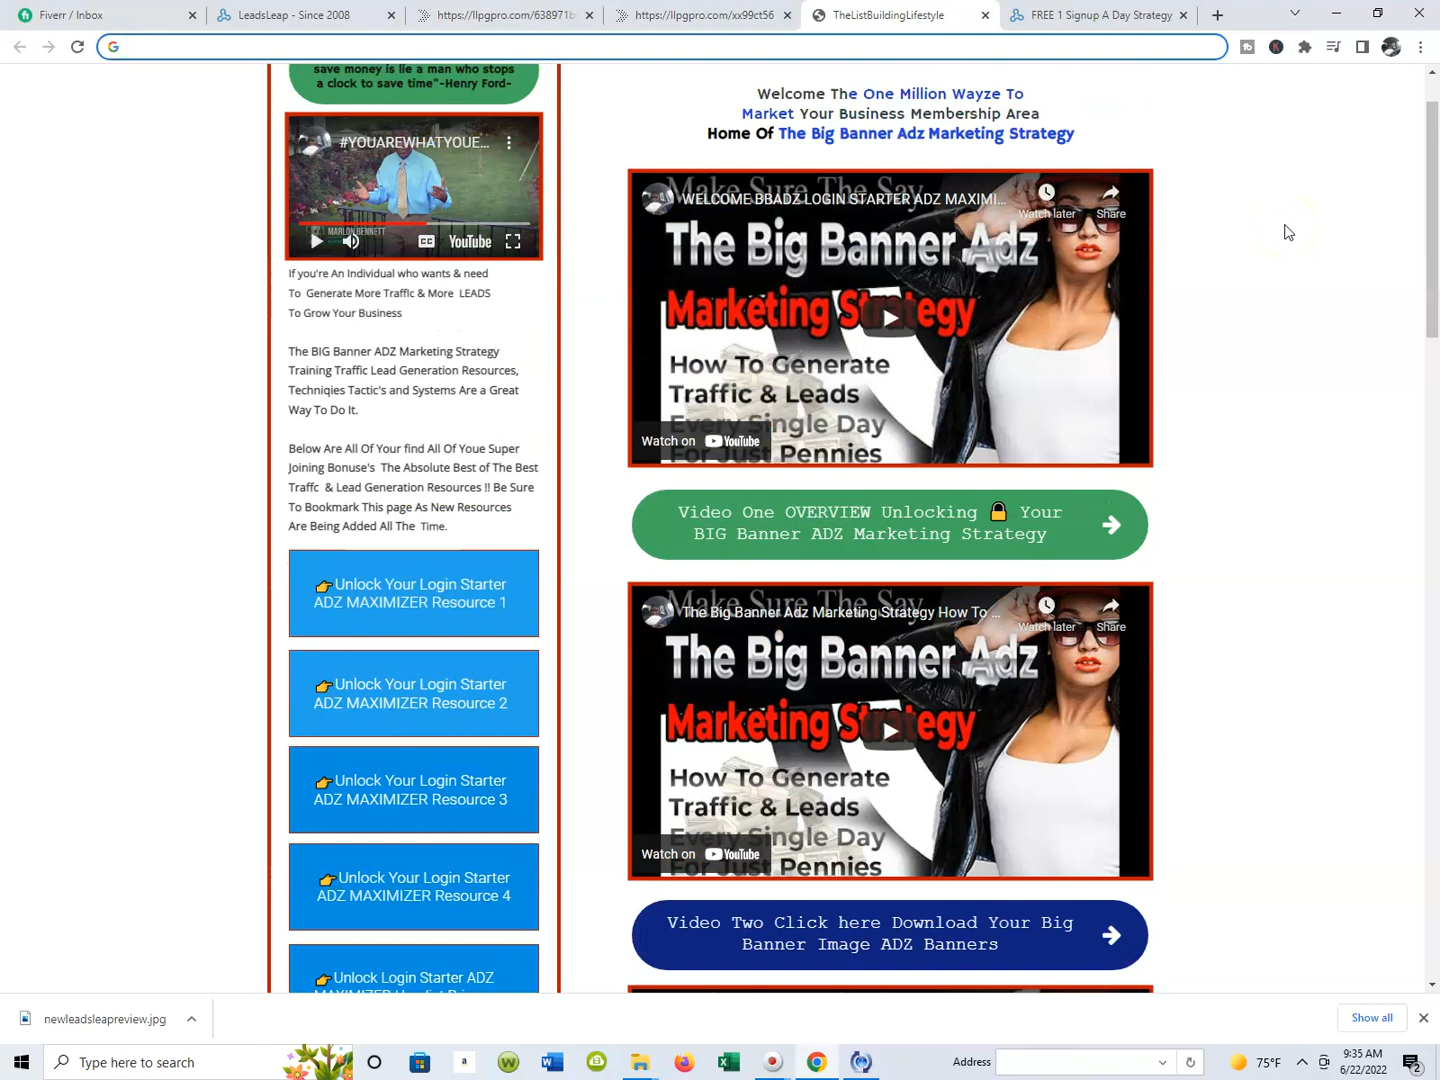 Fiverr / Inbox
LeadsLeap - Since 2008
https://llpgpro.com/638971b
https://llpgpro.com/xx99ct56
TheListBuildingLifestyle
FREE 1 Signup A Day Strategy
save money is lie a man who stops
a clock to save time"-Henry Ford-
#YOUAREWHATYOUE...
MARLON BENNETT
YouTube
If you're An Individual who wants & need
To Generate More Traffic & More LEADS
To Grow Your Business
The BIG Banner ADZ Marketing Strategy
Training Traffic Lead Generation Resources,
Techniqies Tactic's and Systems Are a Great
Way To Do It.
Below Are All Of Your find All Of Youe Super
Joining Bonuse's The Absolute Best of The Best
Traffc & Lead Generation Resources !! Be Sure
To Bookmark This page As New Resources
Are Being Added All The Time.
👉Unlock Your Login Starter
ADZ MAXIMIZER Resource 1
👉Unlock Your Login Starter
ADZ MAXIMIZER Resource 2
👉Unlock Your Login Starter
ADZ MAXIMIZER Resource 3
👉Unlock Your Login Starter
ADZ MAXIMIZER Resource 4
👉Unlock Login Starter ADZ
Welcome The One Million Wayze To
Market Your Business Membership Area
Home Of The Big Banner Adz Marketing Strategy
Make Sure The Say
WELCOME BBADZ LOGIN STARTER ADZ MAXIMI...
Watch later
Share
The Big Banner Adz
Marketing Strategy
How To Generate
Traffic & Leads
Every Single Day
For Just Pennies
Watch on YouTube
Video One OVERVIEW Unlocking 🔒 Your
BIG Banner ADZ Marketing Strategy
Make Sure The Say
The Big Banner Adz Marketing Strategy How To ...
Watch later
Share
The Big Banner Adz
Marketing Strategy
How To Generate
Traffic & Leads
Every Single Day
For Just Pennies
Watch on YouTube
Video Two Click here Download Your Big
Banner Image ADZ Banners
newleadsleapreview.jpg
Show all
Type here to search
Address
75°F
9:35 AM
6/22/2022
2